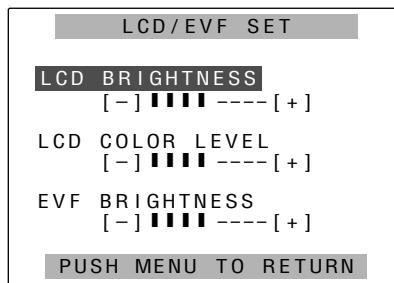 LCD/EVF SET
LCD BRIGHTNESS
[–]▮▮▮▮----[+]
LCD COLOR LEVEL
[–]▮▮▮▮----[+]
EVF BRIGHTNESS
[–]▮▮▮▮----[+]
PUSH MENU TO RETURN